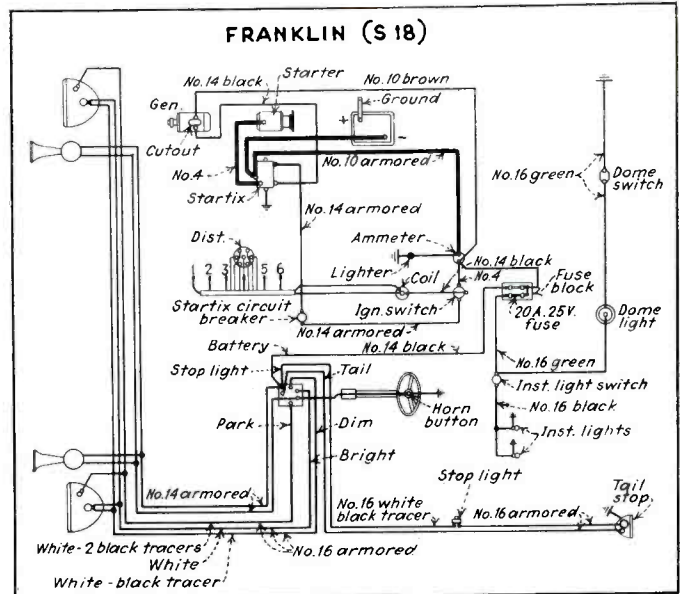 FRANKLIN (S 18)
No.14 black
Starter
No.10 brown
Gen.
Ground
+
−
Cutout
No.4
No.10 armored
Startix
No.16 green
Dome
switch
No.14 armored
Dist.
Ammeter
No.14 black
Lighter
Coil
No.4
Fuse
block
1 2 3 5 6
Startix circuit
breaker
Ign. switch
20A.25V.
fuse
Dome
light
No.14 armored
Battery
No.14 black
Stop light
Tail
No.16 green
Inst. light switch
No.16 black
Horn
button
Park
Dim
Inst. lights
Bright
Stop light
Tail
stop
No.14 armored
No.16 white
black tracer
No.16 armored
White-2 black tracers
No.16 armored
White
White-black tracer